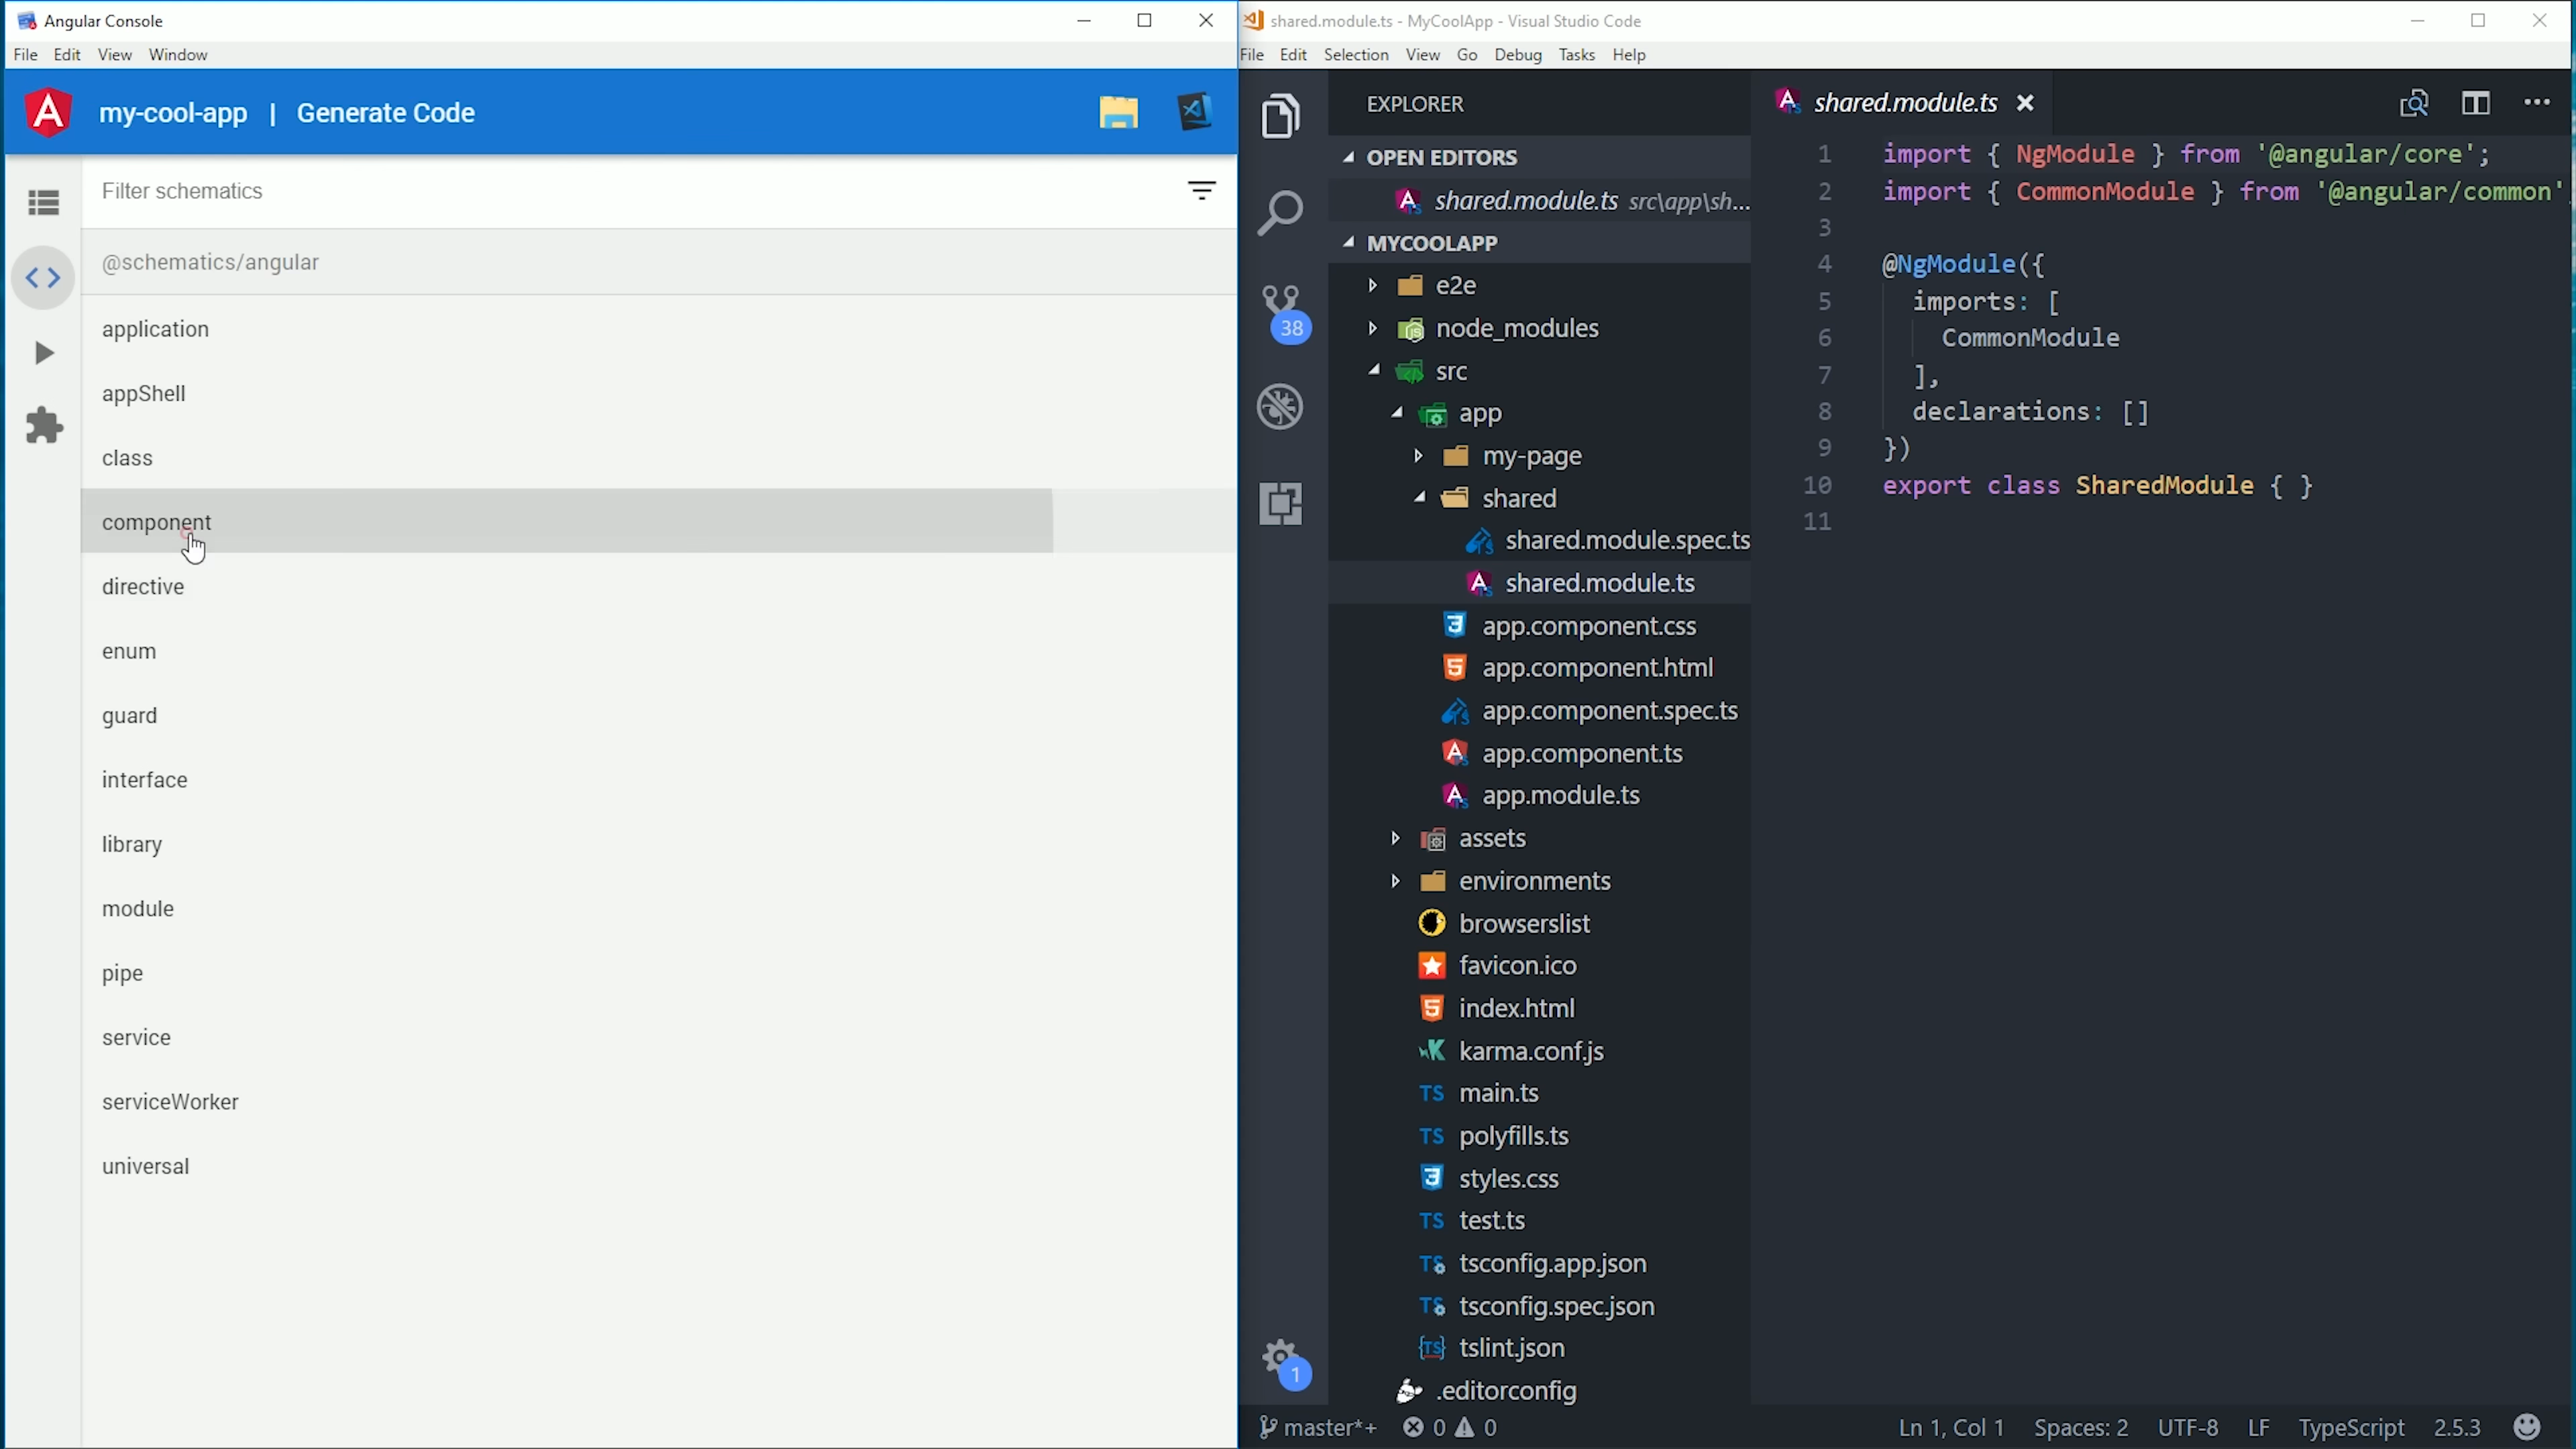 Angular Console
File Edit View Window
my-cool-app | Generate Code
Filter schematics
@schematics/angular
application
appShell
class
component
directive
enum
guard
interface
library
module
pipe
service
serviceWorker
universal
shared.module.ts - MyCoolApp - Visual Studio Code
File Edit Selection View Go Debug Tasks Help
38
1
EXPLORER
OPEN EDITORS
shared.module.ts src\app\sh...
MYCOOLAPP
e2e
node_modules
src
app
my-page
shared
shared.module.spec.ts
shared.module.ts
app.component.css
app.component.html
app.component.spec.ts
app.component.ts
app.module.ts
assets
environments
browserslist
favicon.ico
index.html
karma.conf.js
TS main.ts
TS polyfills.ts
styles.css
TS test.ts
TS tsconfig.app.json
TS tsconfig.spec.json
TS tslint.json
.editorconfig
shared.module.ts
1 import { NgModule } from '@angular/core';
2 import { CommonModule } from '@angular/common'
3
4 @NgModule({
5 imports: [
6 CommonModule
7 ],
8 declarations: []
9 })
10 export class SharedModule { }
11
master*+ 0 0
Ln 1, Col 1 Spaces: 2 UTF-8 LF TypeScript 2.5.3